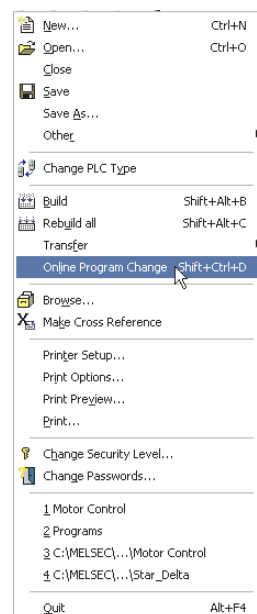 New... Ctrl+N
Open... Ctrl+O
Close
Save
Save As...
Other
Change PLC Type
Build Shift+Alt+B
Rebuild all Shift+Alt+C
Transfer
Online Program Change Shift+Ctrl+D
Browse...
Make Cross Reference
Printer Setup...
Print Options...
Print Preview...
Print...
Change Security Level...
Change Passwords...
1 Motor Control
2 Programs
3 C:\MELSEC\...\Motor Control
4 C:\MELSEC\...\Star_Delta
Quit Alt+F4